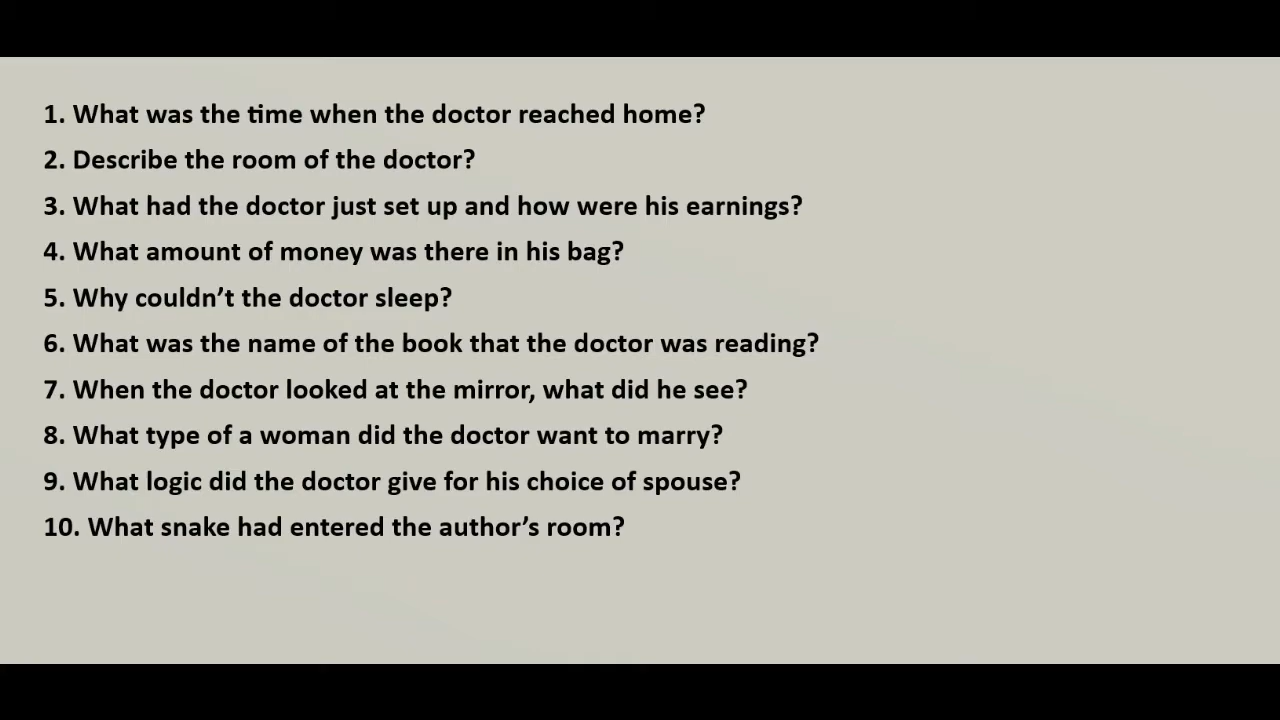 1. What was the time when the doctor reached home?
2. Describe the room of the doctor?
3. What had the doctor just set up and how were his earnings?
4. What amount of money was there in his bag?
5. Why couldn’t the doctor sleep?
6. What was the name of the book that the doctor was reading?
7. When the doctor looked at the mirror, what did he see?
8. What type of a woman did the doctor want to marry?
9. What logic did the doctor give for his choice of spouse?
10. What snake had entered the author’s room?